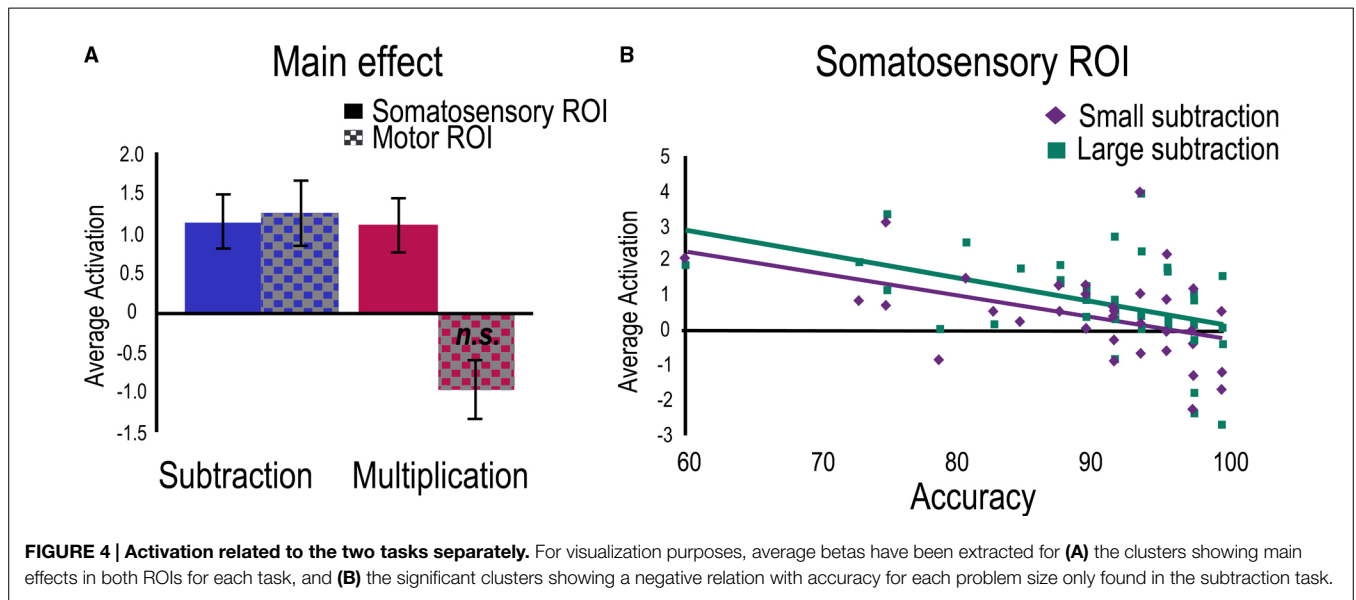 A
Main effect
Somatosensory ROI
Motor ROI
2.0
1.5
1.0
0.5
0
-0.5
-1.0
-1.5
Average Activation
n.s.
Subtraction
Multiplication
B
Somatosensory ROI
Small subtraction
Large subtraction
5
4
3
2
1
0
-1
-2
-3
Average Activation
60 70 80 90 100
Accuracy
FIGURE 4 | Activation related to the two tasks separately. For visualization purposes, average betas have been extracted for (A) the clusters showing main
effects in both ROIs for each task, and (B) the significant clusters showing a negative relation with accuracy for each problem size only found in the subtraction task.